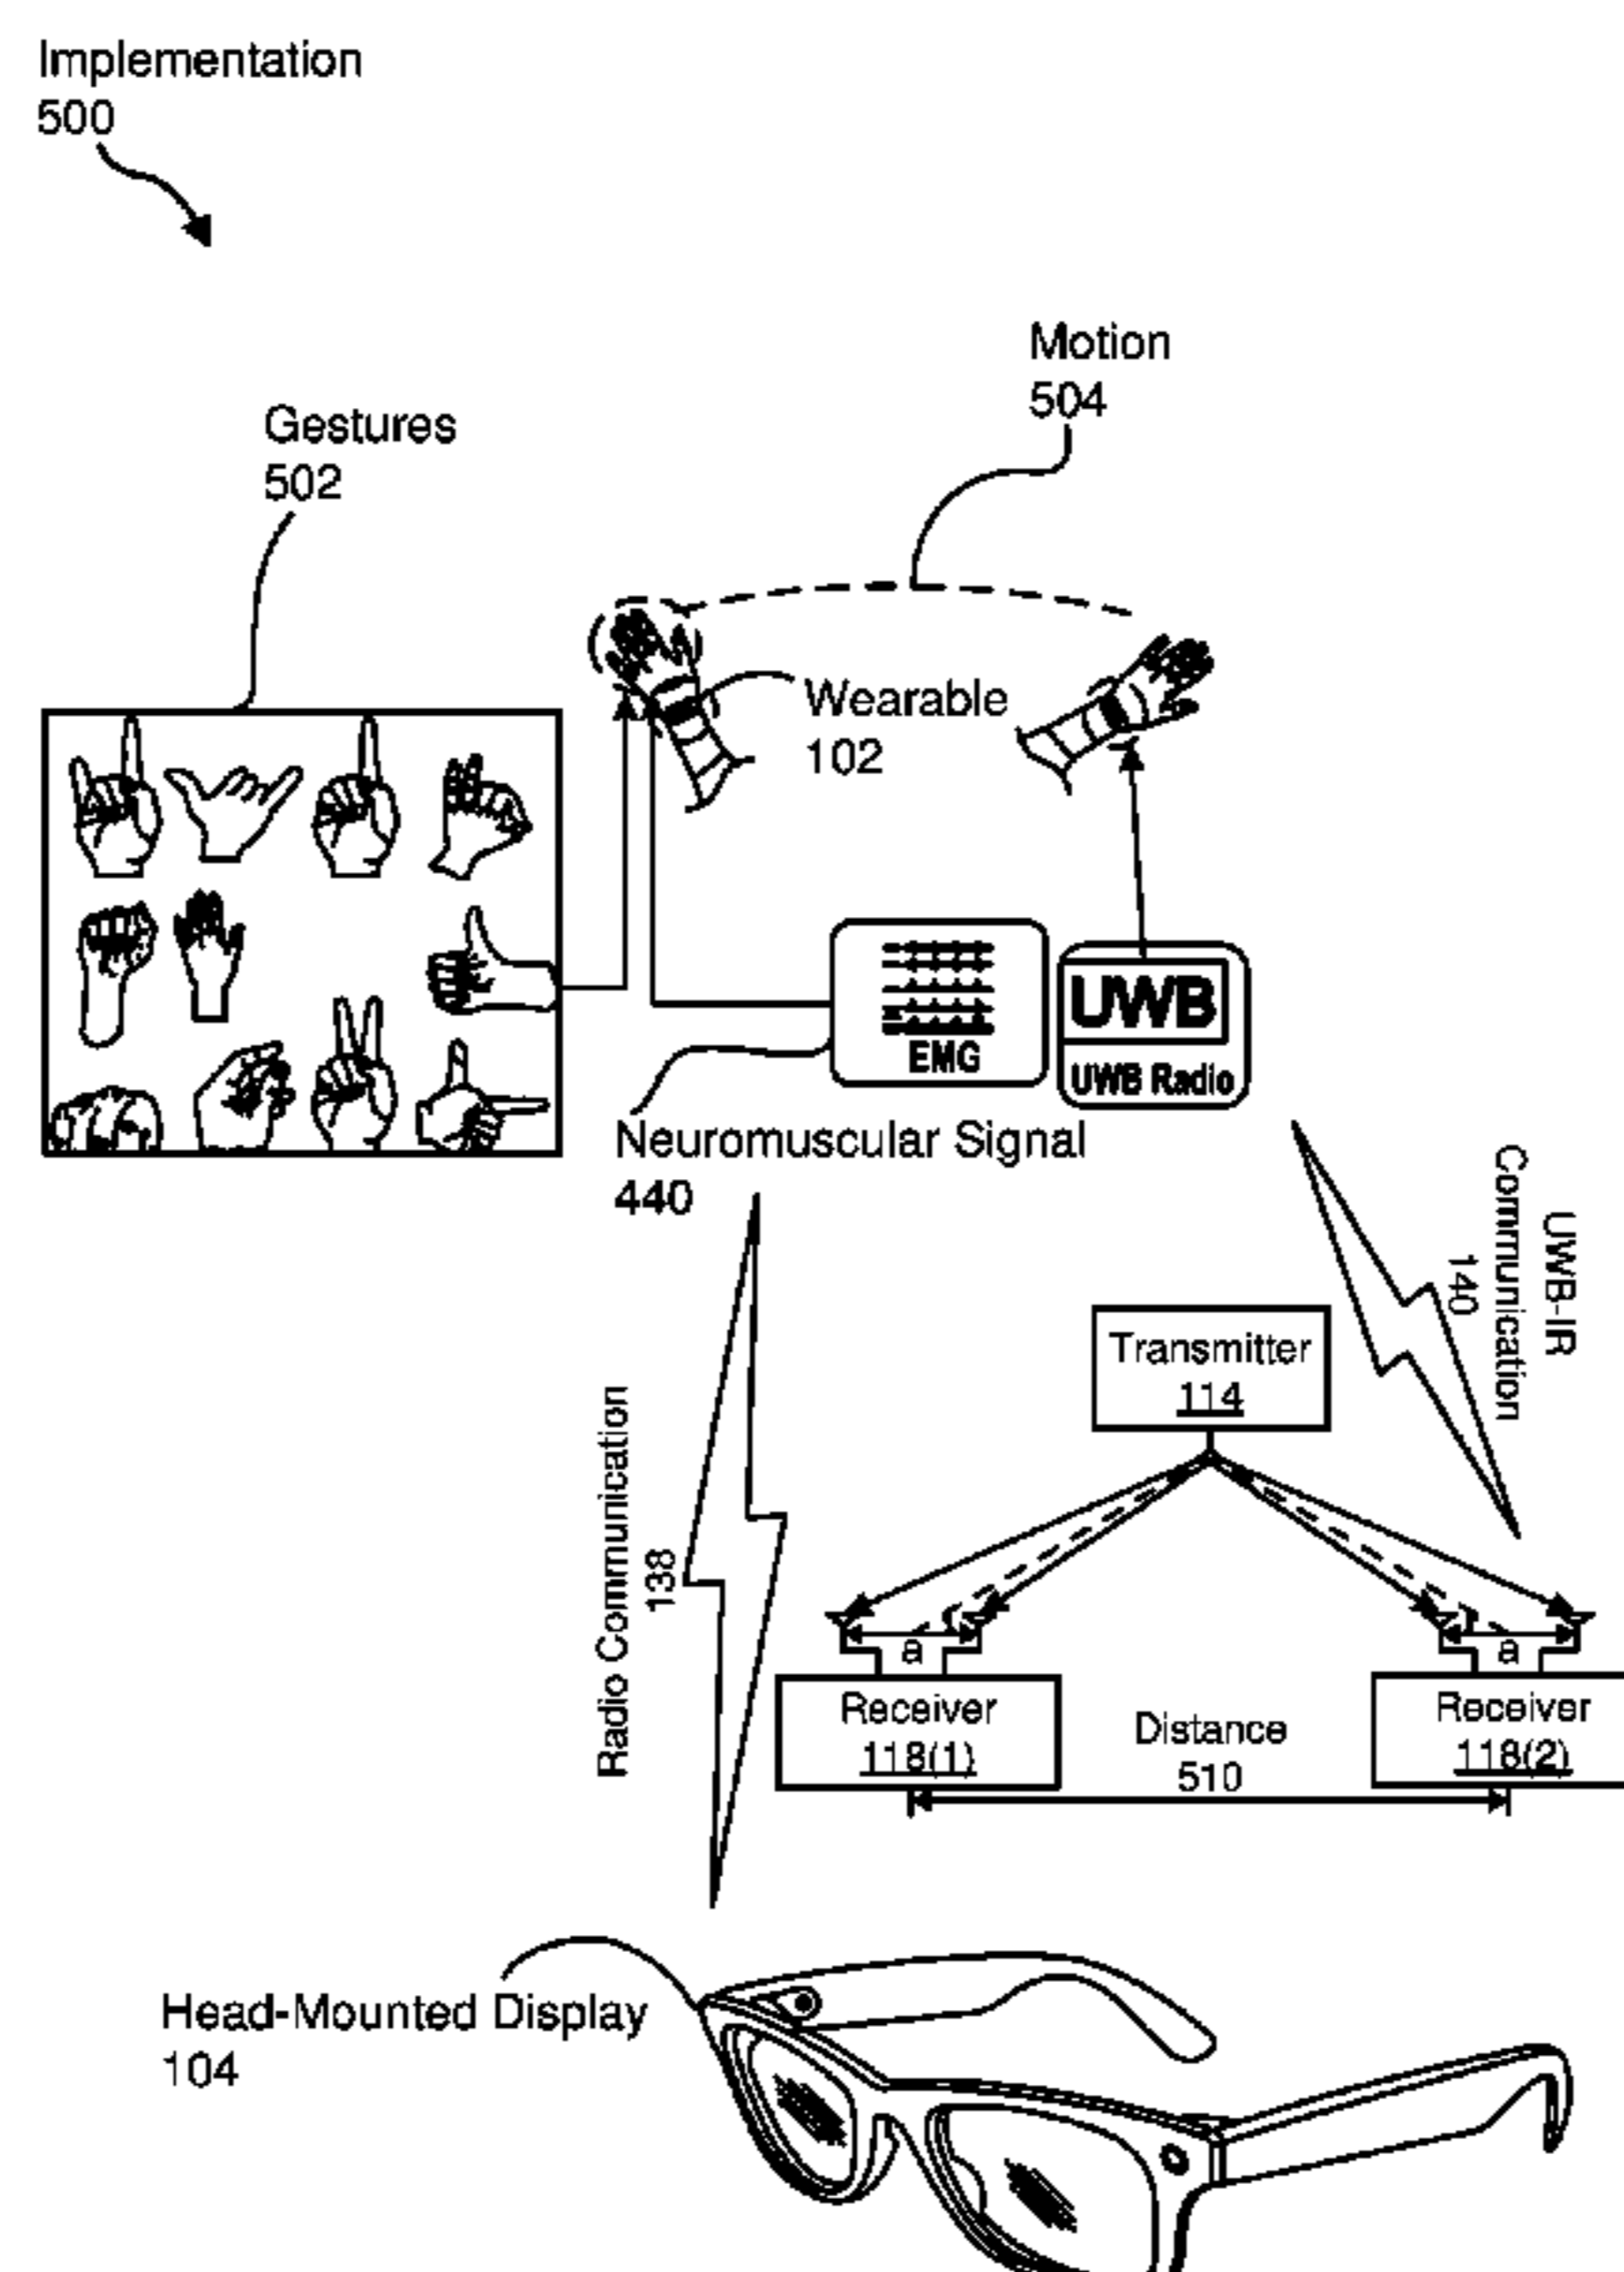 Implementation
500
Motion
504
Gestures
502
Wearable
102
EMG
UWB
UWB Radio
Neuromuscular Signal
440
UWB-IR
Communication
140
Transmitter
114
Radio Communication
138
a
a
Receiver
118(1)
Distance
510
Receiver
118(2)
Head-Mounted Display
104